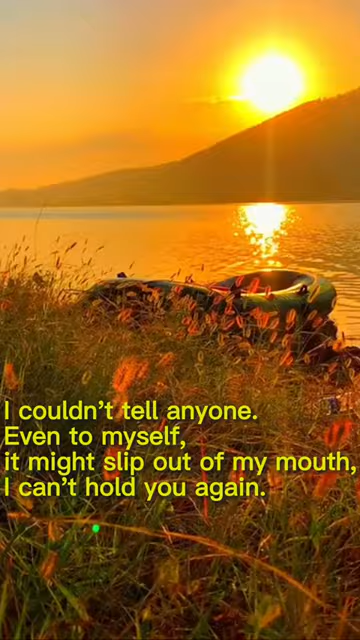 I couldn't tell anyone.
Even to myself,
it might slip out of my mouth,
I can't hold you again.